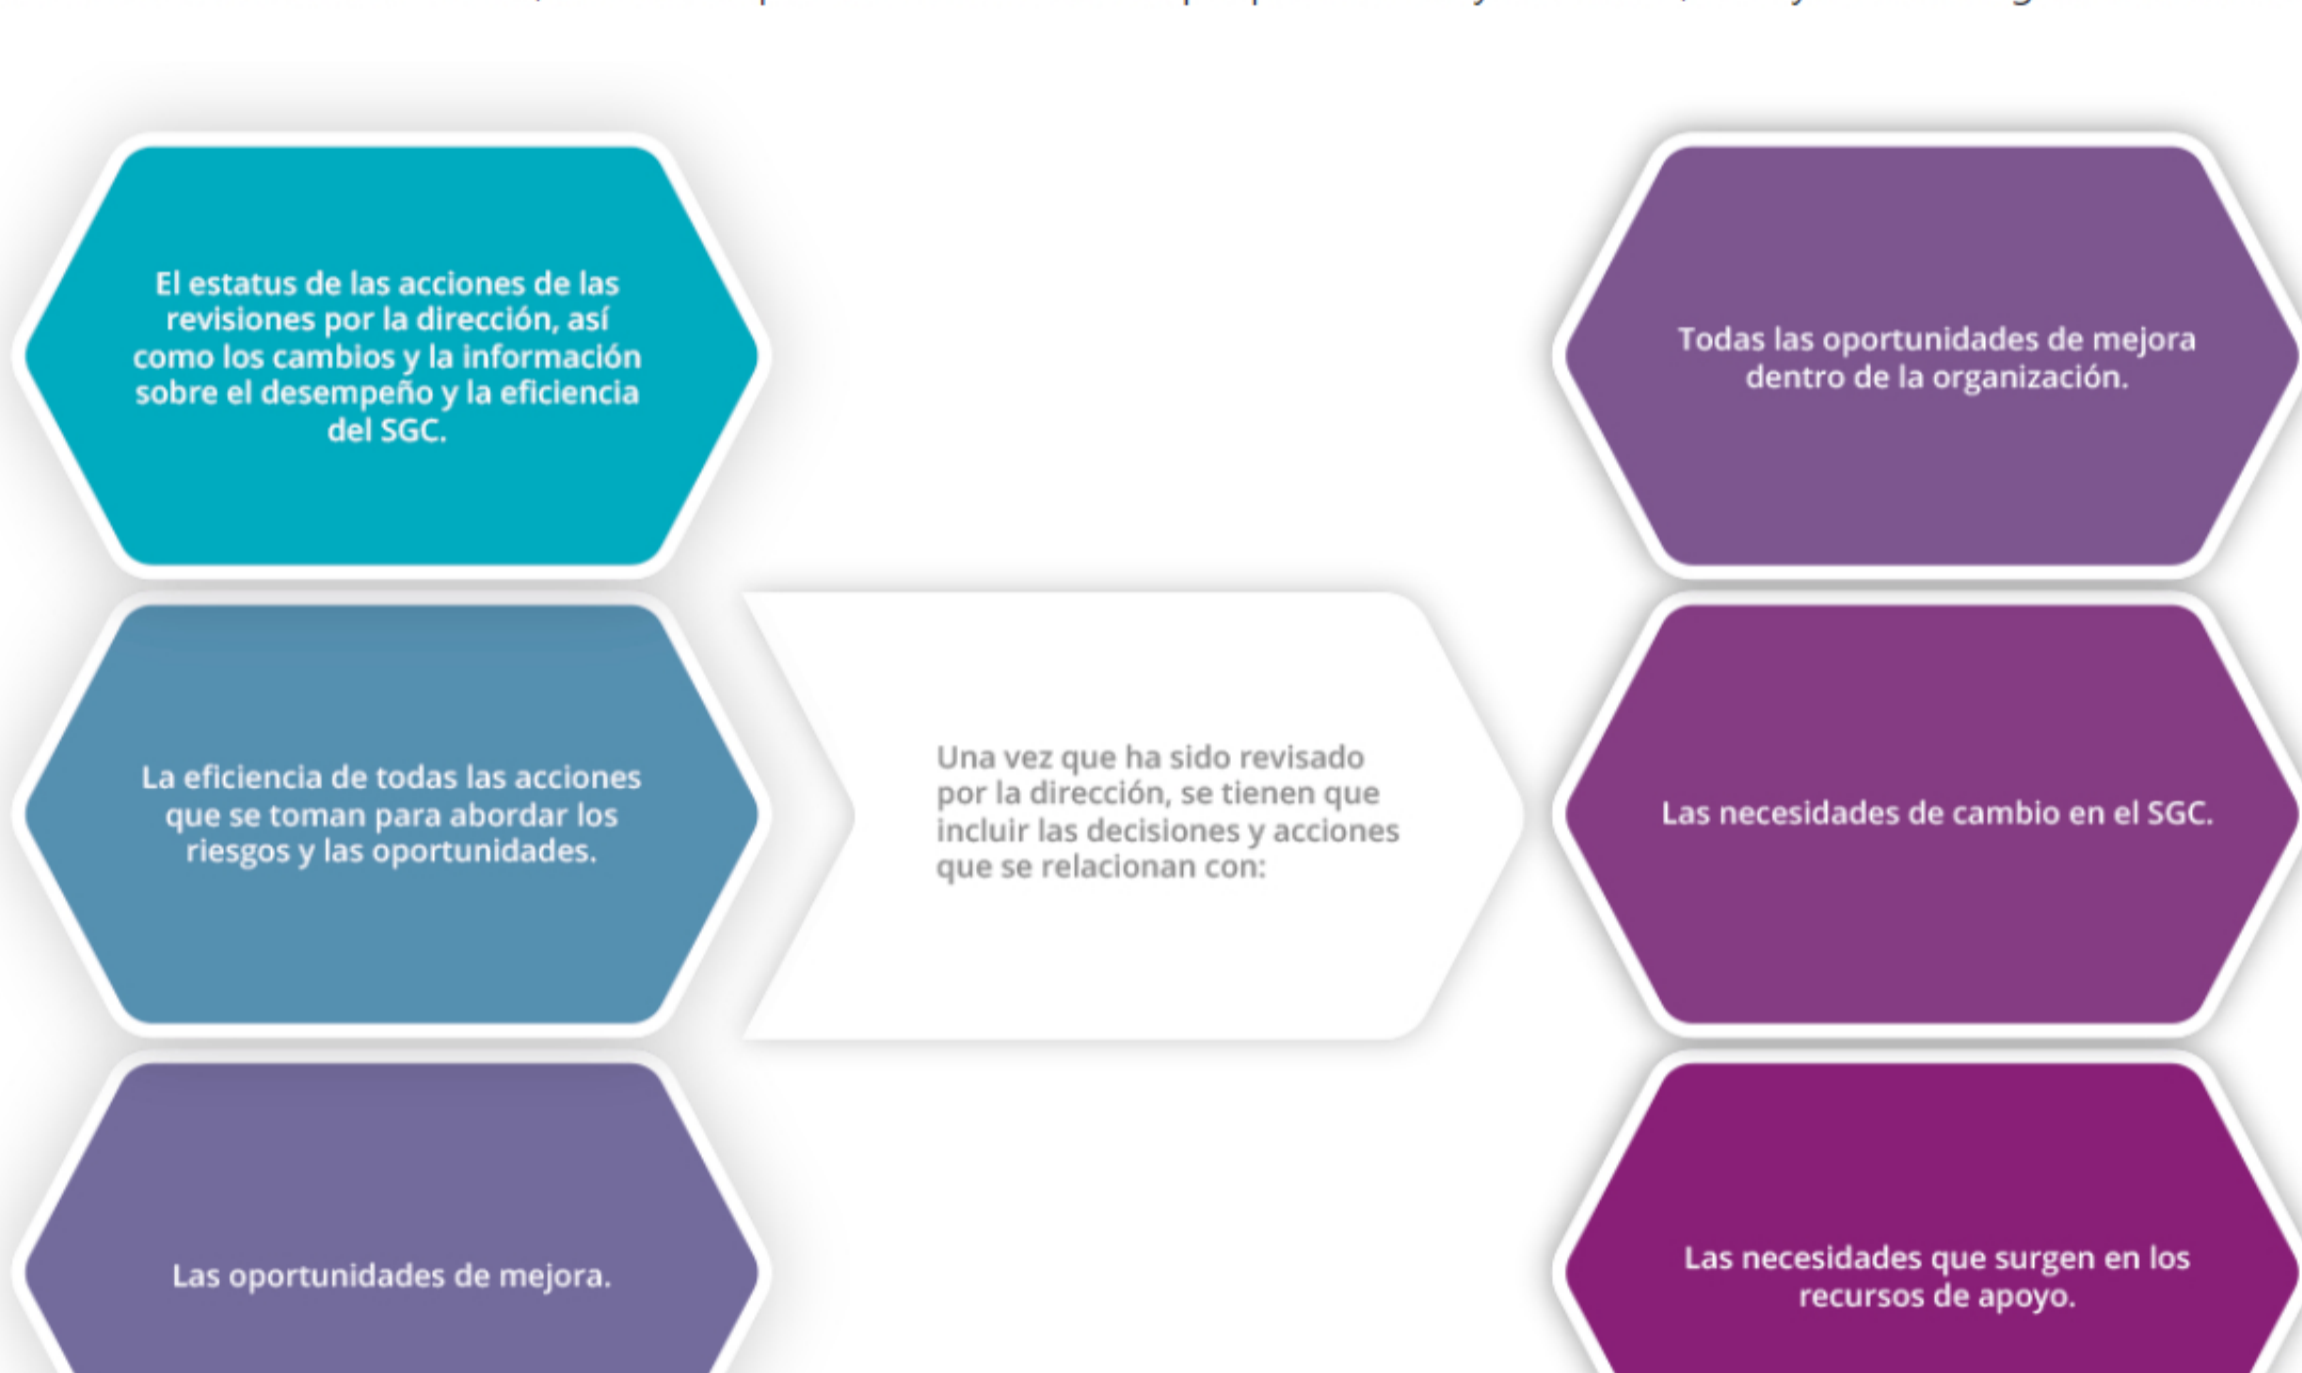 El estatus de las acciones de las
revisiones por la dirección, así
como los cambios y la información
sobre el desempeño y la eficiencia
del SGC.
La eficiencia de todas las acciones
que se toman para abordar los
riesgos y las oportunidades.
Las oportunidades de mejora.
Una vez que ha sido revisado
por la dirección, se tienen que
incluir las decisiones y acciones
que se relacionan con:
Todas las oportunidades de mejora
dentro de la organización.
Las necesidades de cambio en el SGC.
Las necesidades que surgen en los
recursos de apoyo.